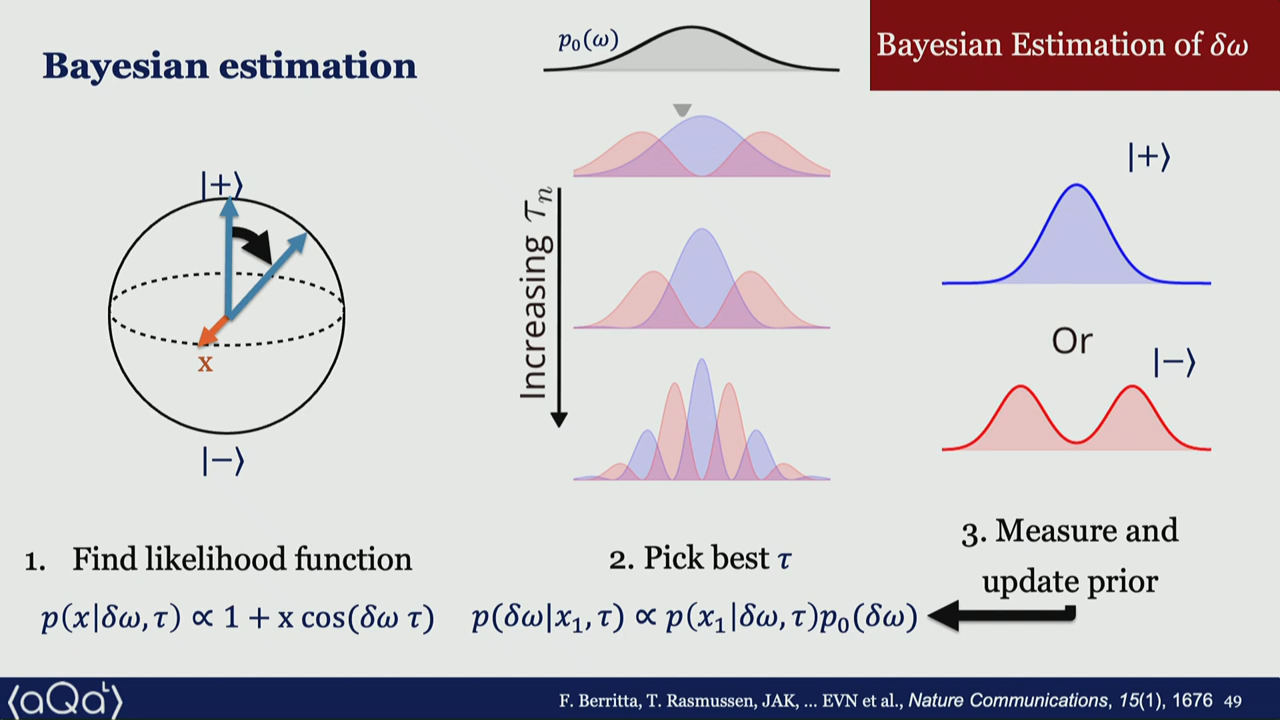 Bayesian estimation
p₀(ω)
Bayesian Estimation of δω
|+⟩
x
|−⟩
Increasing 𝒯ₙ
|+⟩
Or
|−⟩
1. Find likelihood function
p(x|δω, τ) ∝ 1 + x cos(δω τ)
2. Pick best τ
p(δω|x₁, τ) ∝ p(x₁|δω, τ)p₀(δω)
3. Measure and
update prior
⟨aQa^L⟩
F. Berritta, T. Rasmussen, JAK, ... EVN et al., Nature Communications, 15(1), 1676 49